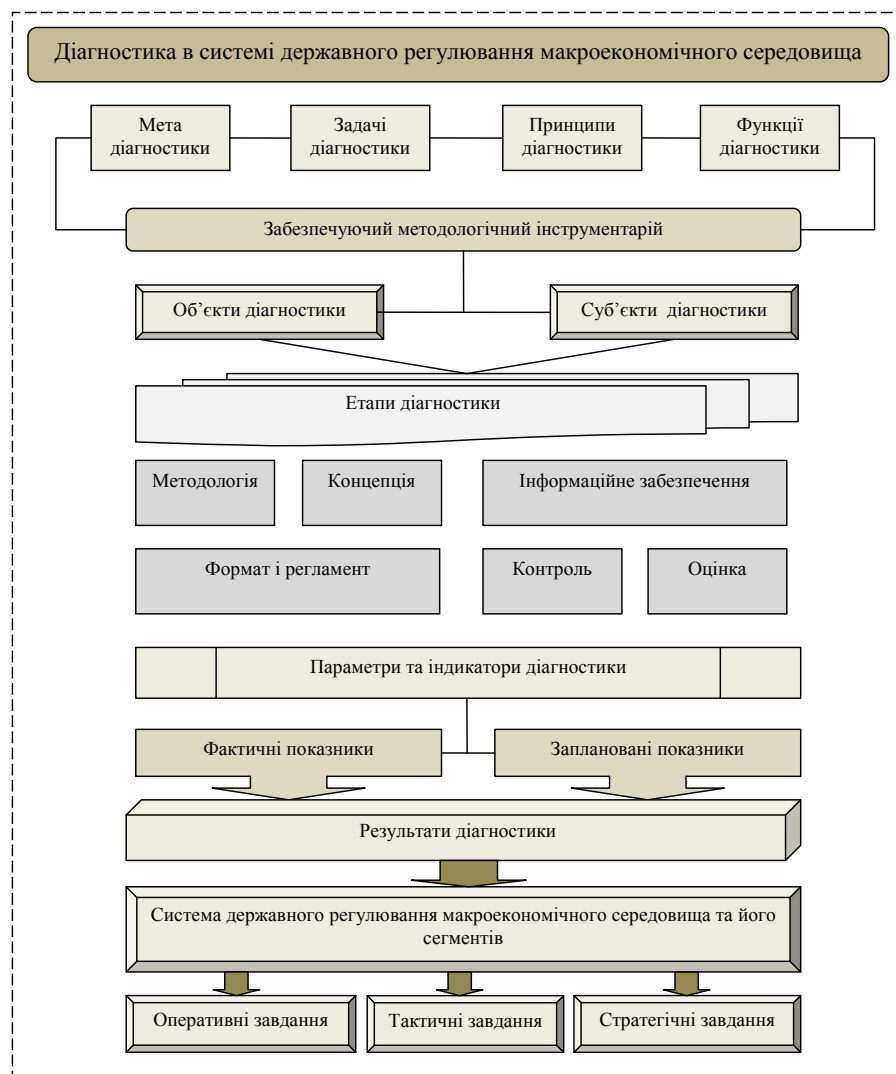 Діагностика в системі державного регулювання макроекономічного середовища
Мета
діагностики
Задачі
діагностики
Принципи
діагностики
Функції
діагностики
Забезпечуючий методологічний інструментарій
Об’єкти діагностики
Суб’єкти діагностики
Етапи діагностики
Методологія
Концепція
Інформаційне забезпечення
Формат і регламент
Контроль
Оцінка
Параметри та індикатори діагностики
Фактичні показники
Заплановані показники
Результати діагностики
Система державного регулювання макроекономічного середовища та його
сегментів
Оперативні завдання
Тактичні завдання
Стратегічні завдання